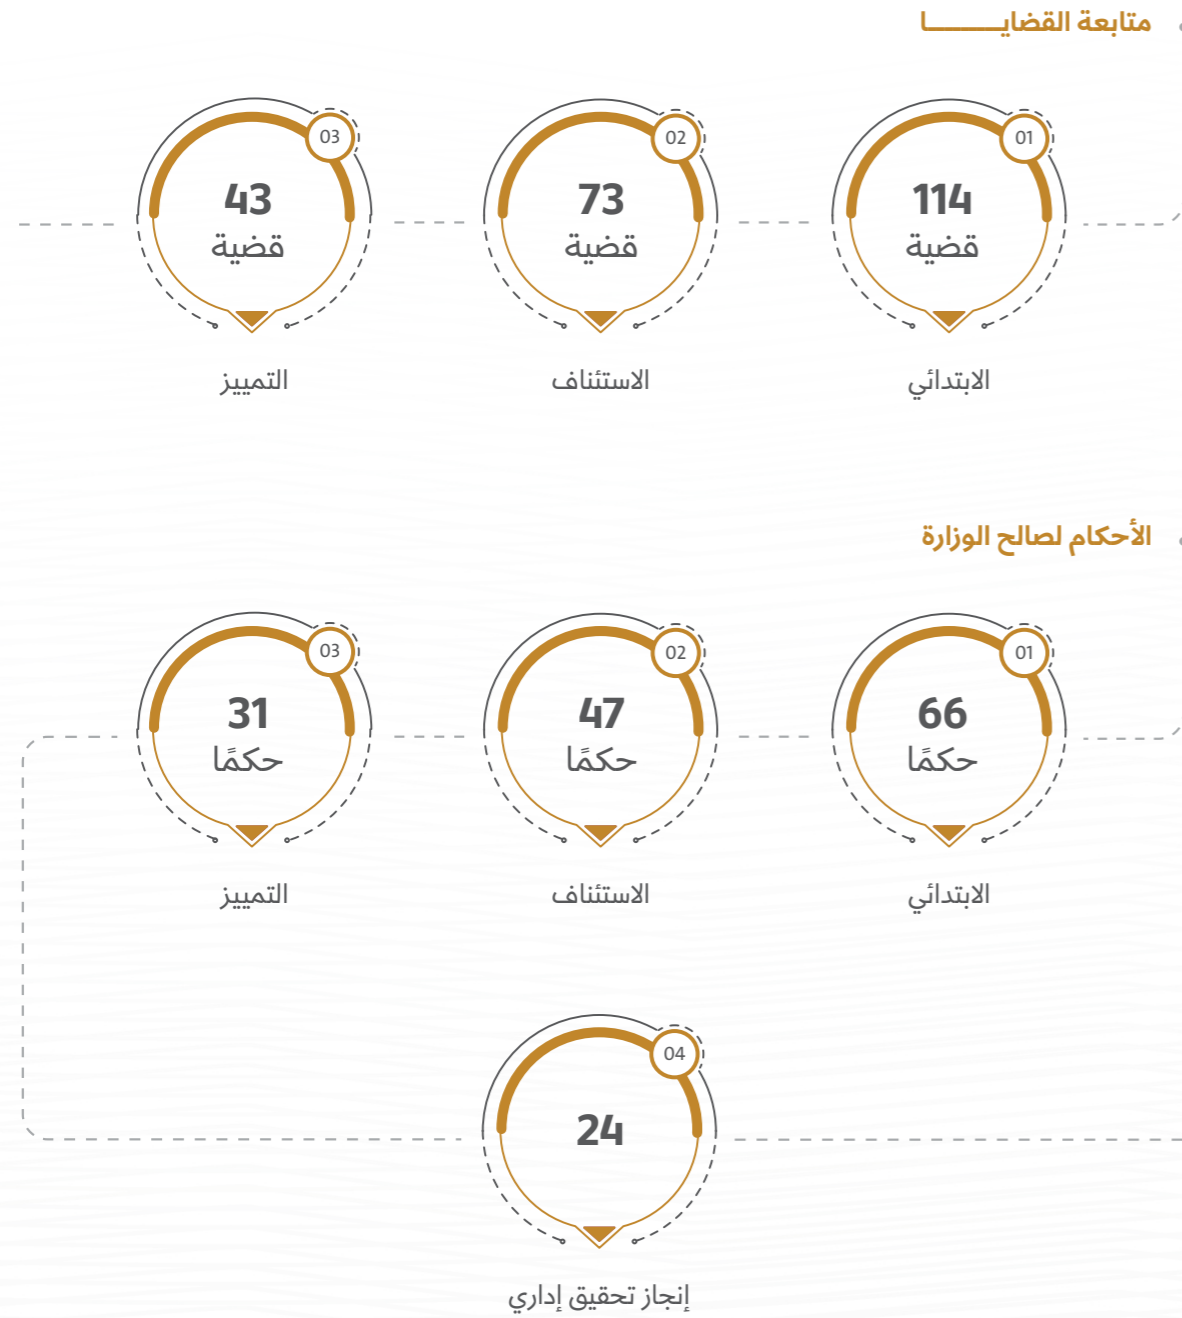 متابعة القضايـــــــــا
01
114
قضية
الابتدائي
02
73
قضية
الاستئناف
03
43
قضية
التمييز
الأحكام لصالح الوزارة
01
66
حكمًا
الابتدائي
02
47
حكمًا
الاستئناف
03
31
حكمًا
التمييز
04
24
إنجاز تحقيق إداري